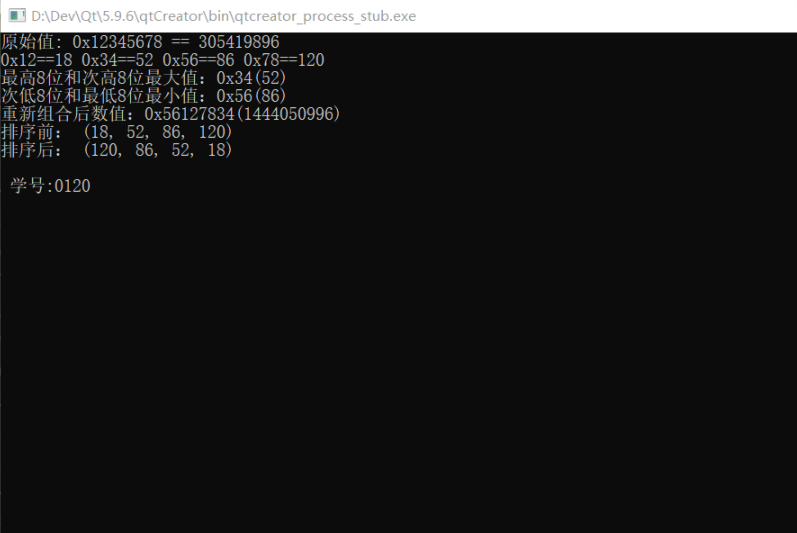 D:\Dev\Qt\5.9.6\qtCreator\bin\qtcreator_process_stub.exe
原始值: 0x12345678 == 305419896
0x12==18 0x34==52 0x56==86 0x78==120
最高8位和次高8位最大值：0x34(52)
次低8位和最低8位最小值：0x56(86)
重新组合后数值：0x56127834(1444050996)
排序前： (18, 52, 86, 120)
排序后： (120, 86, 52, 18)
学号:0120